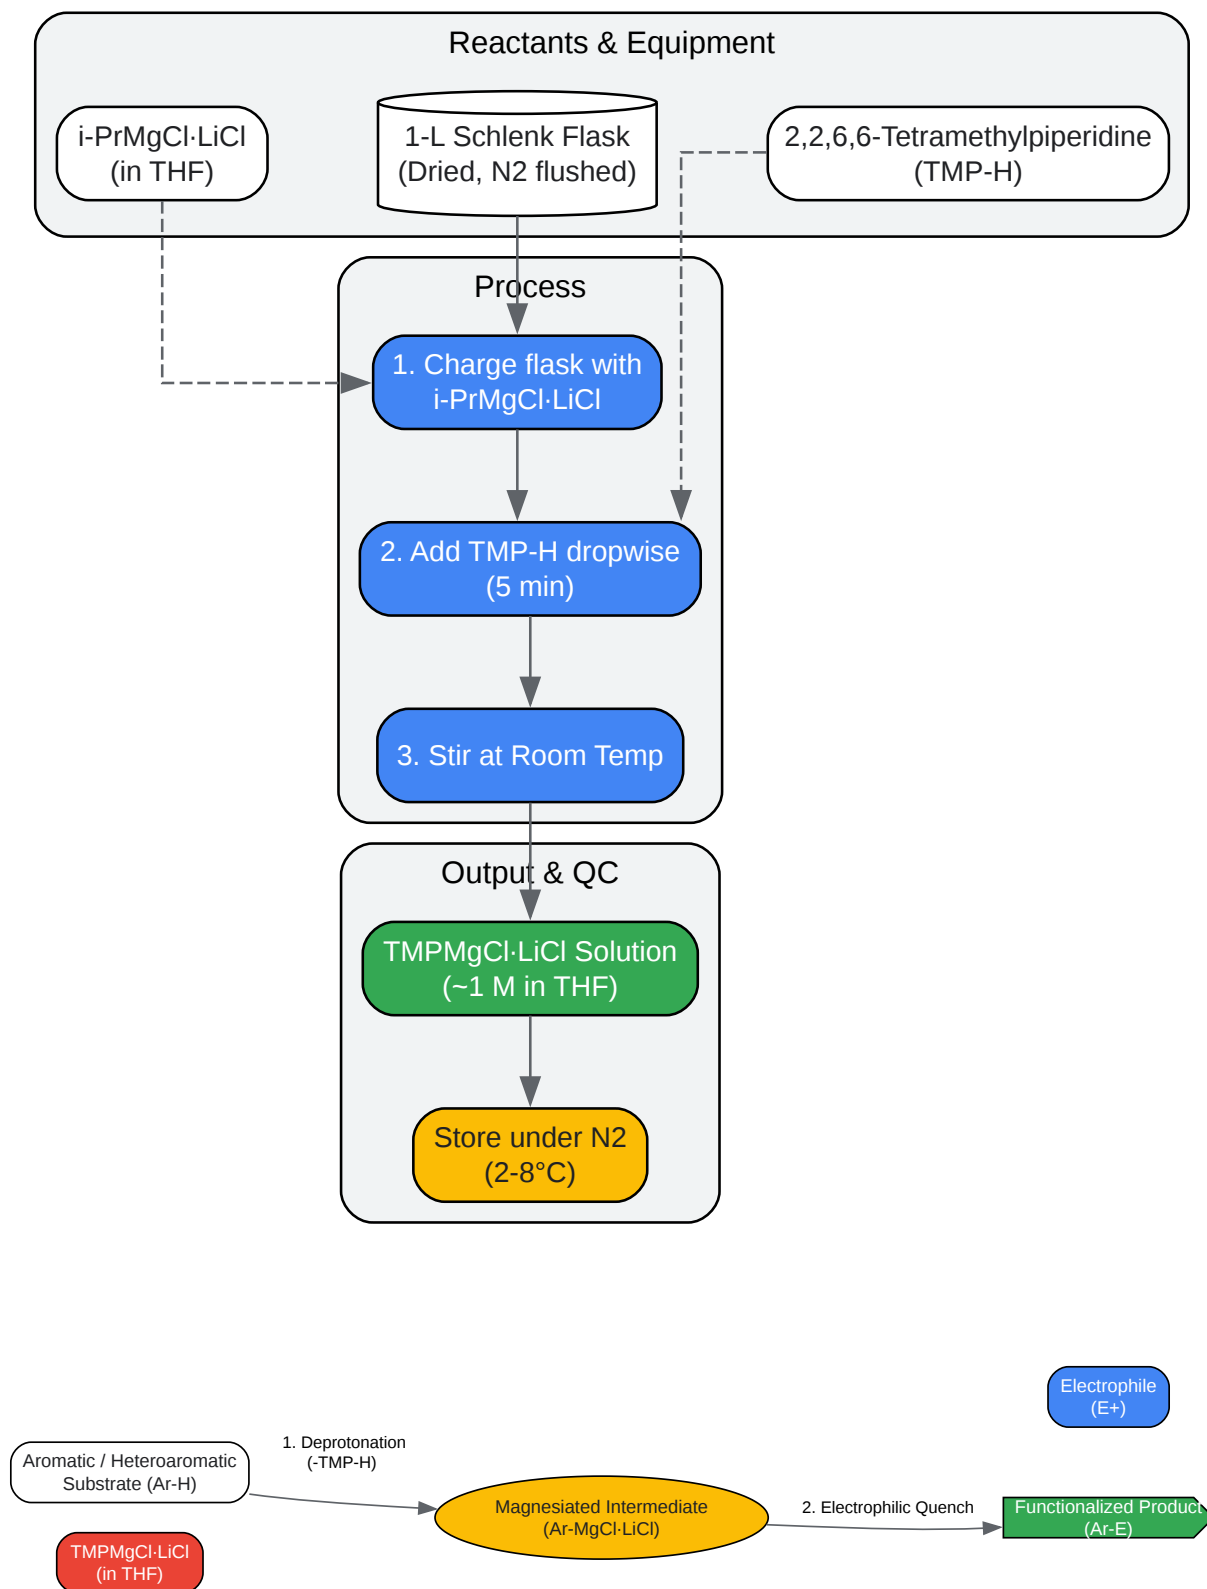 Reactants & Equipment
i-PrMgCl·LiCl
(in THF)
1-L Schlenk Flask
(Dried, N2 flushed)
2,2,6,6-Tetramethylpiperidine
(TMP-H)
Process
1. Charge flask with
i-PrMgCl·LiCl
2. Add TMP-H dropwise
(5 min)
3. Stir at Room Temp
Output & QC
TMPMgCl·LiCl Solution
(~1 M in THF)
Store under N2
(2-8°C)
Electrophile
(E+)
Aromatic / Heteroaromatic
Substrate (Ar-H)
1. Deprotonation
(-TMP-H)
Magnesiated Intermediate
(Ar-MgCl·LiCl)
2. Electrophilic Quench
Functionalized Product
(Ar-E)
TMPMgCl·LiCl
(in THF)